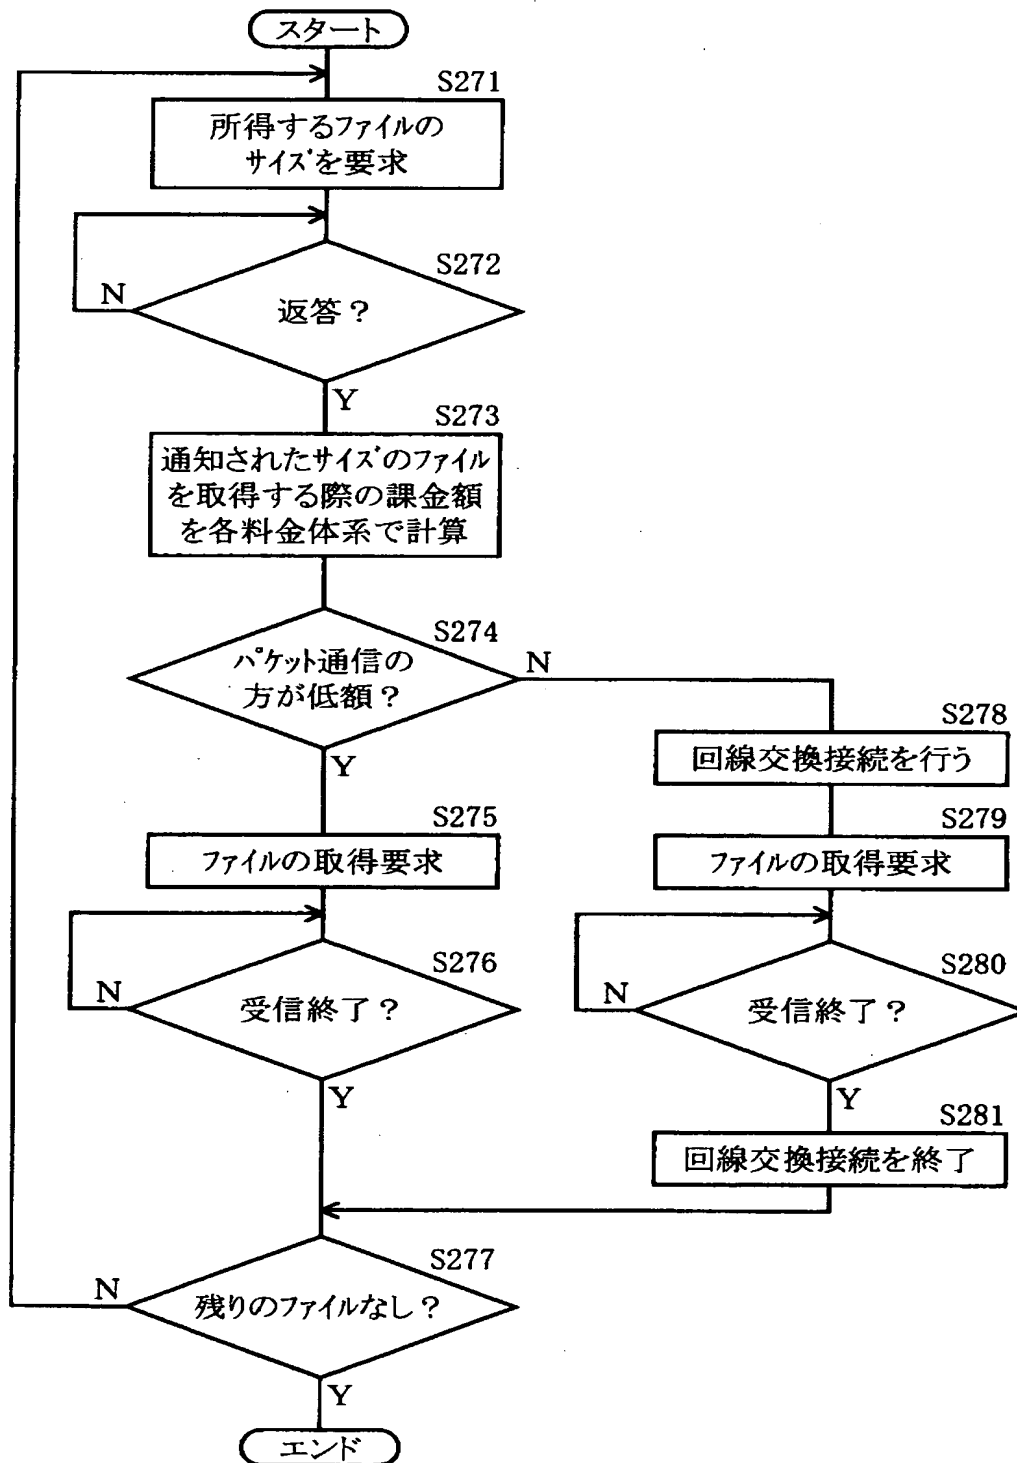 スタート
S271
所得するファイルの
サイズを要求
S272
N
返答？
Y
S273
通知されたサイズのファイル
を取得する際の課金額
を各料金体系で計算
S274
パケット通信の
方が低額？
N
Y
S278
回線交換接続を行う
S275
ファイルの取得要求
S279
ファイルの取得要求
S276
N
受信終了？
Y
S280
N
受信終了？
Y
S281
回線交換接続を終了
S277
N
残りのファイルなし？
Y
エンド